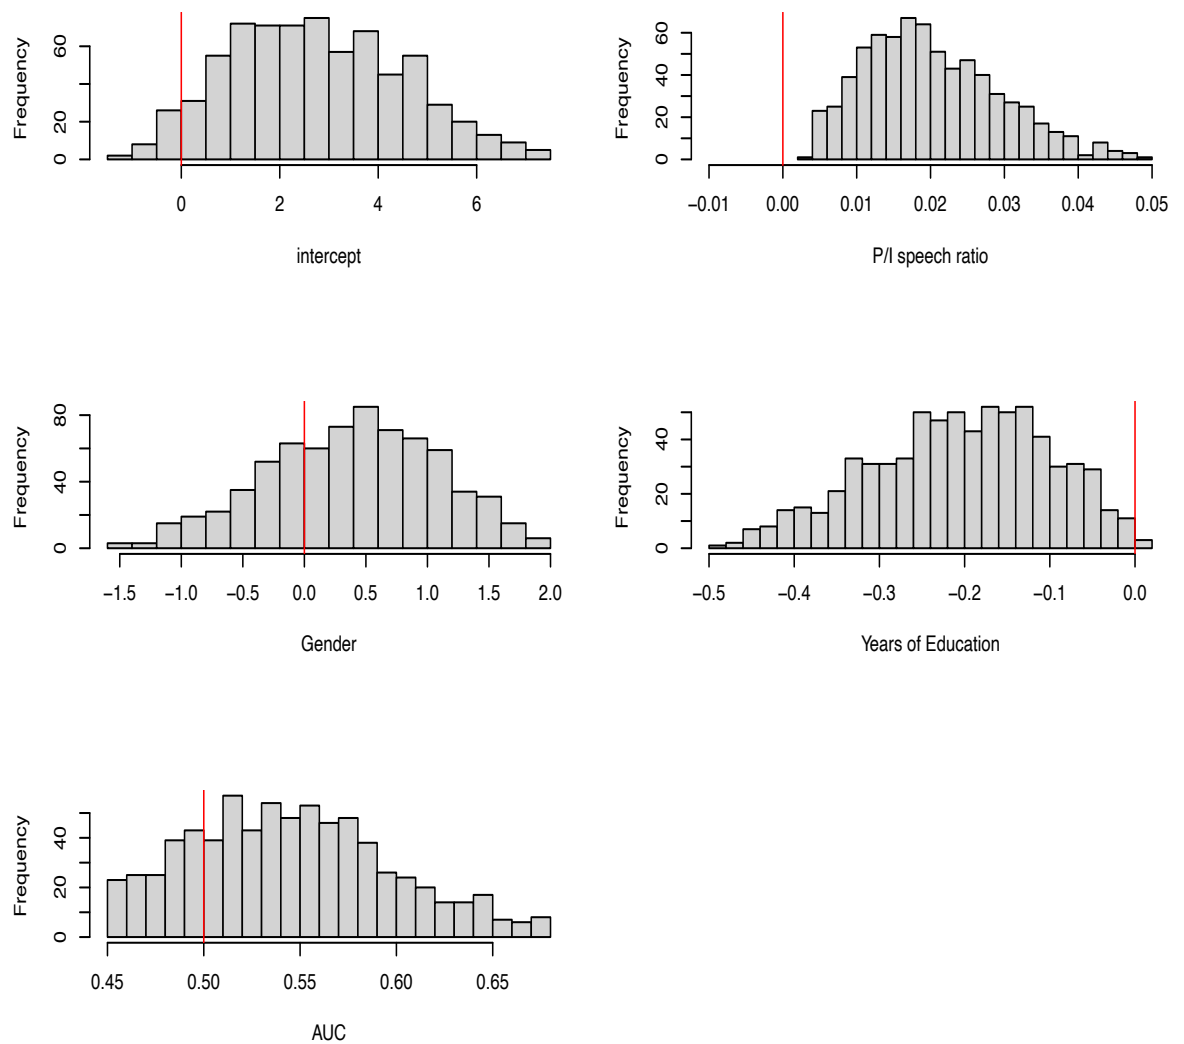 Frequency
0
20
60
0 2 4 6
intercept
Frequency
0
20
40
60
−0.01 0.00 0.01 0.02 0.03 0.04 0.05
P/I speech ratio
Frequency
0
40
80
−1.5 −1.0 −0.5 0.0 0.5 1.0 1.5 2.0
Gender
Frequency
0
20
40
−0.5 −0.4 −0.3 −0.2 −0.1 0.0
Years of Education
Frequency
0
20
40
0.45 0.50 0.55 0.60 0.65
AUC